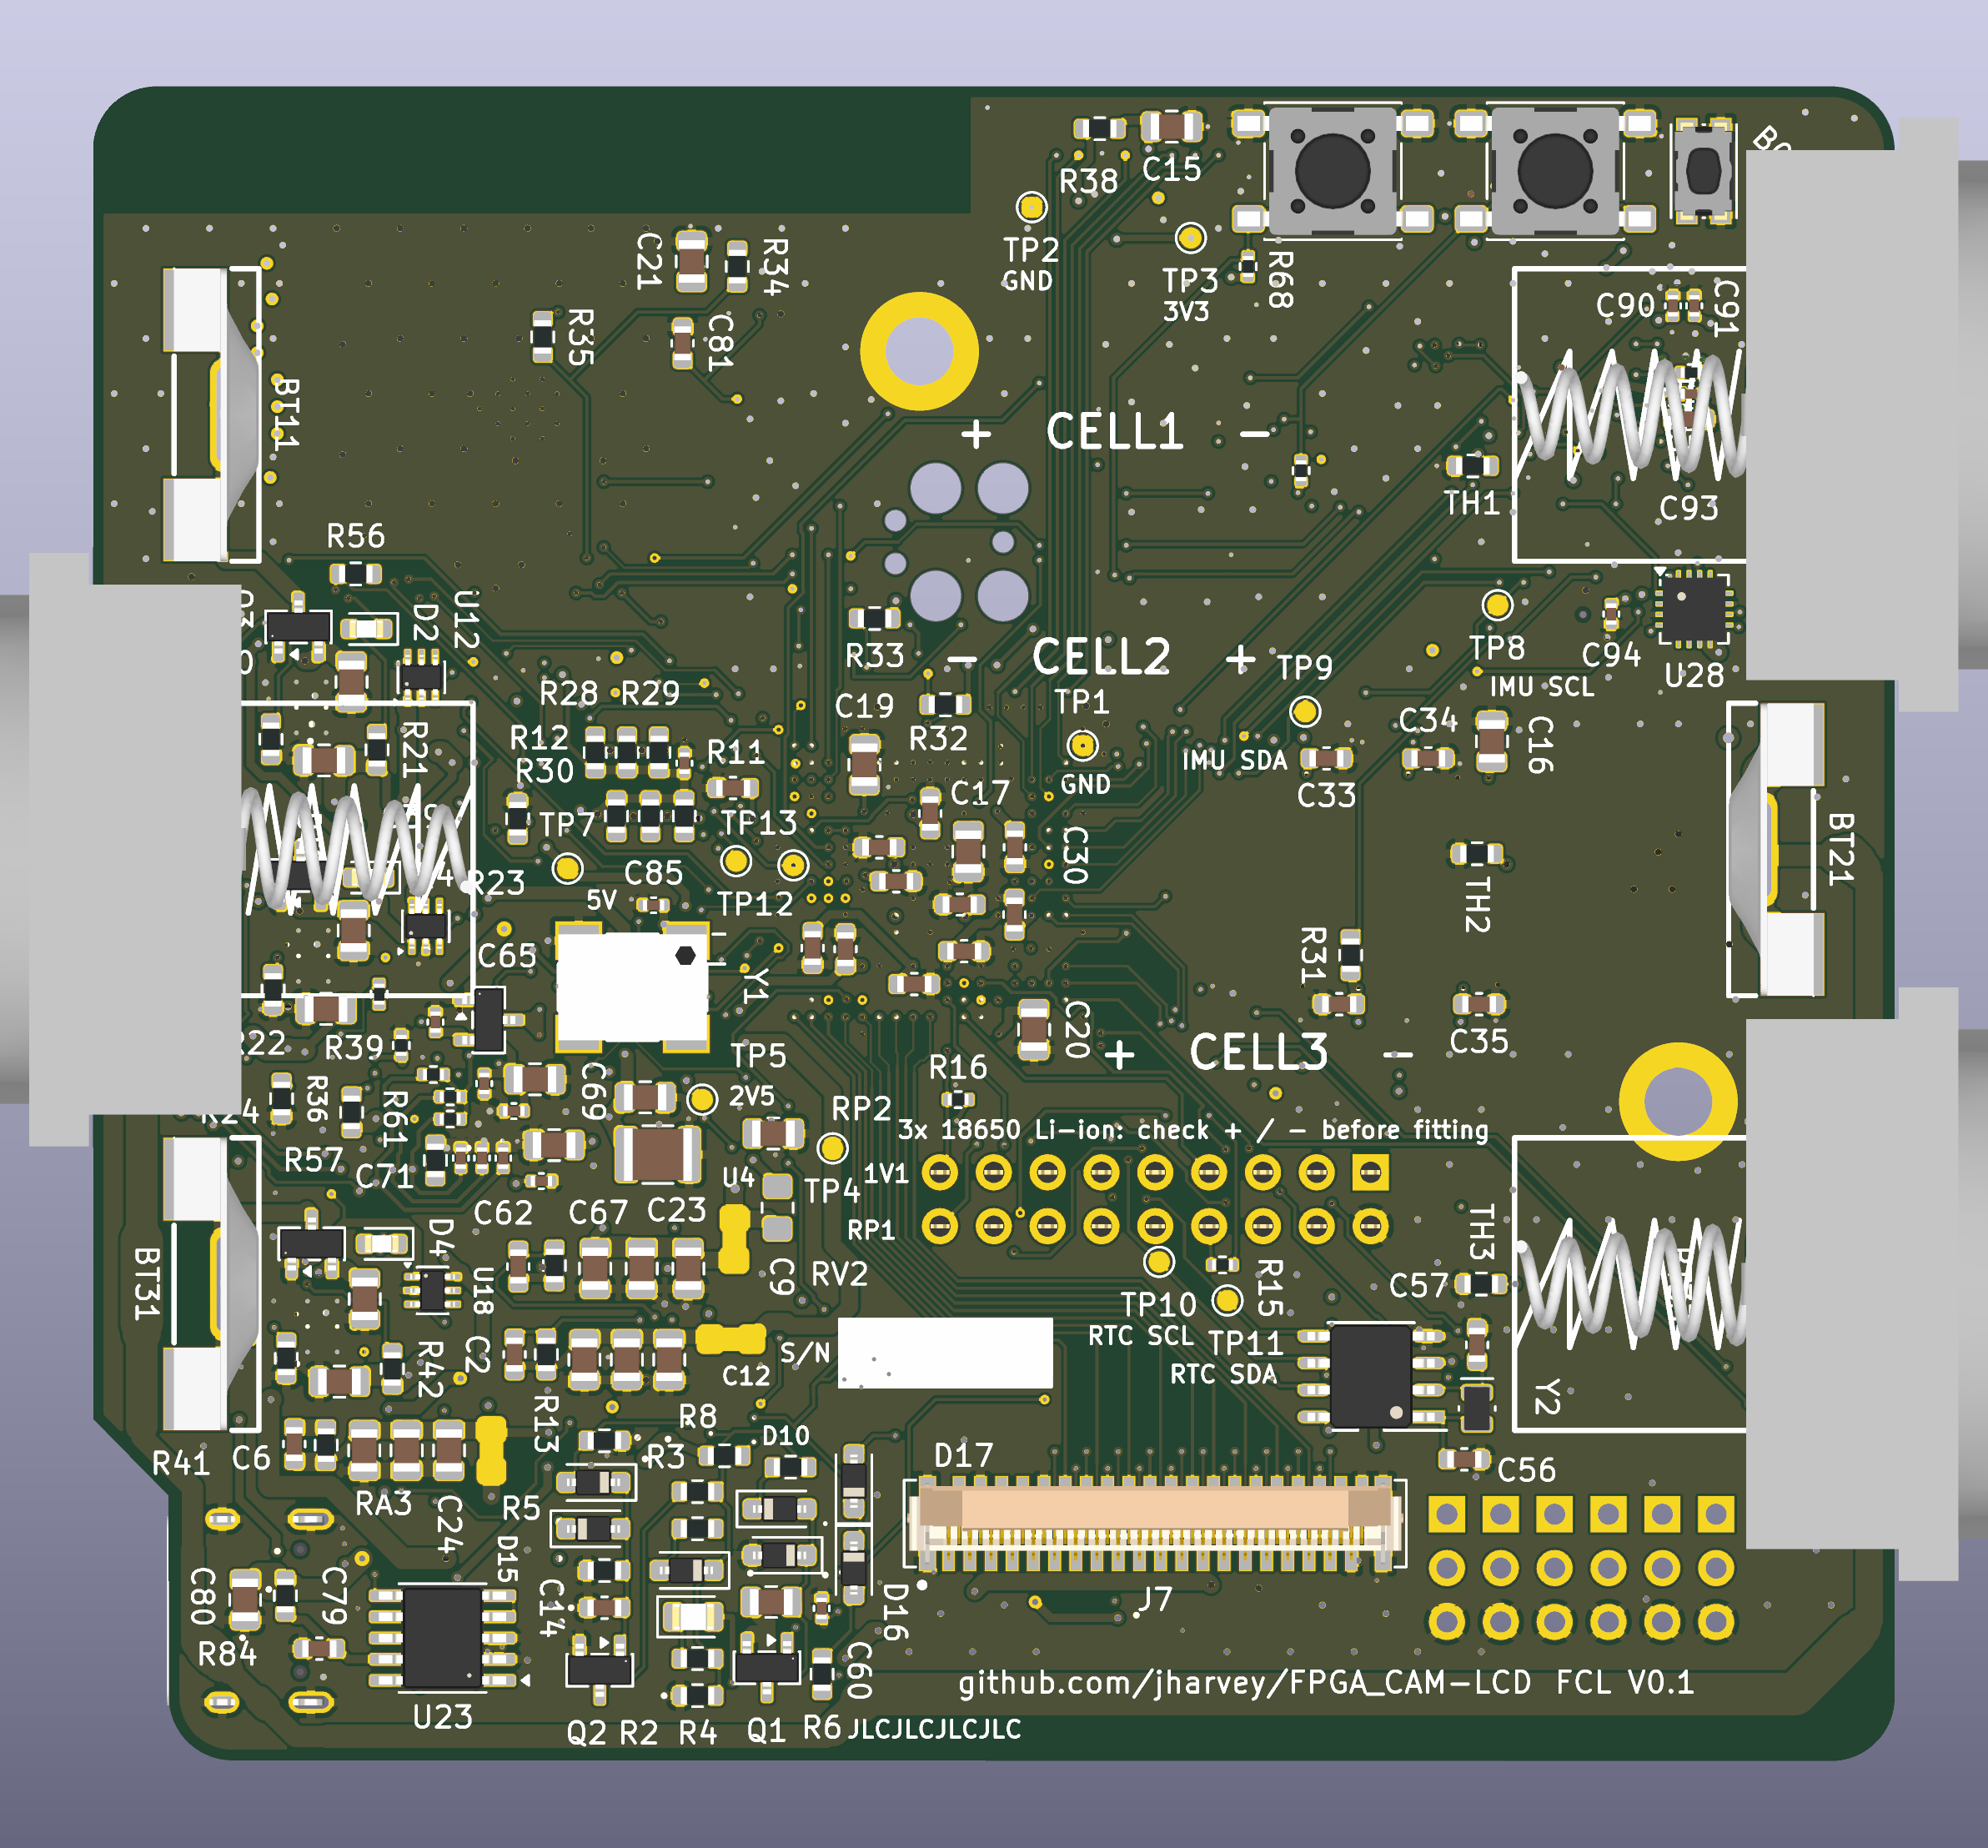 C15
R38
TP2
GND
TP3
3V3
R68
C21
R34
R35
C81
C90
C91
BT11
+ CELL1 -
TH1
C93
R56
D2
U12
R33
- CELL2 +
TP8
IMU SCL
C94
U28
TP9
R28
R29
C19
TP1
R12
R11
R32
R21
R30
IMU SDA
C34
C16
GND
C33
C17
TP7
BT21
C30
C85
R23
5V
TP12
TH2
C65
R31
Y1
C20
C35
R39
TP5
+ CELL3 -
R16
2V5
C69
RP2
R36
R61
3x 18650 Li-ion: check + / - before fitting
R57
C71
U4
TP4
1V1
C62
C67
C23
RP1
TH3
D4
BT31
U18
C9
RV2
R15
C57
TP10
RTC SCL
TP11
RTC SDA
R42
C2
S/N
C12
Y2
R13
R8
D10
R41
C6
R3
D17
C56
RA3
R5
C24
D15
C80
C79
C14
D16
J7
R84
C60
github.com/jharvey/FPGA_CAM-LCD FCL V0.1
U23
Q2
R2
R4
Q1
R6
JLCJLCJLCJLC